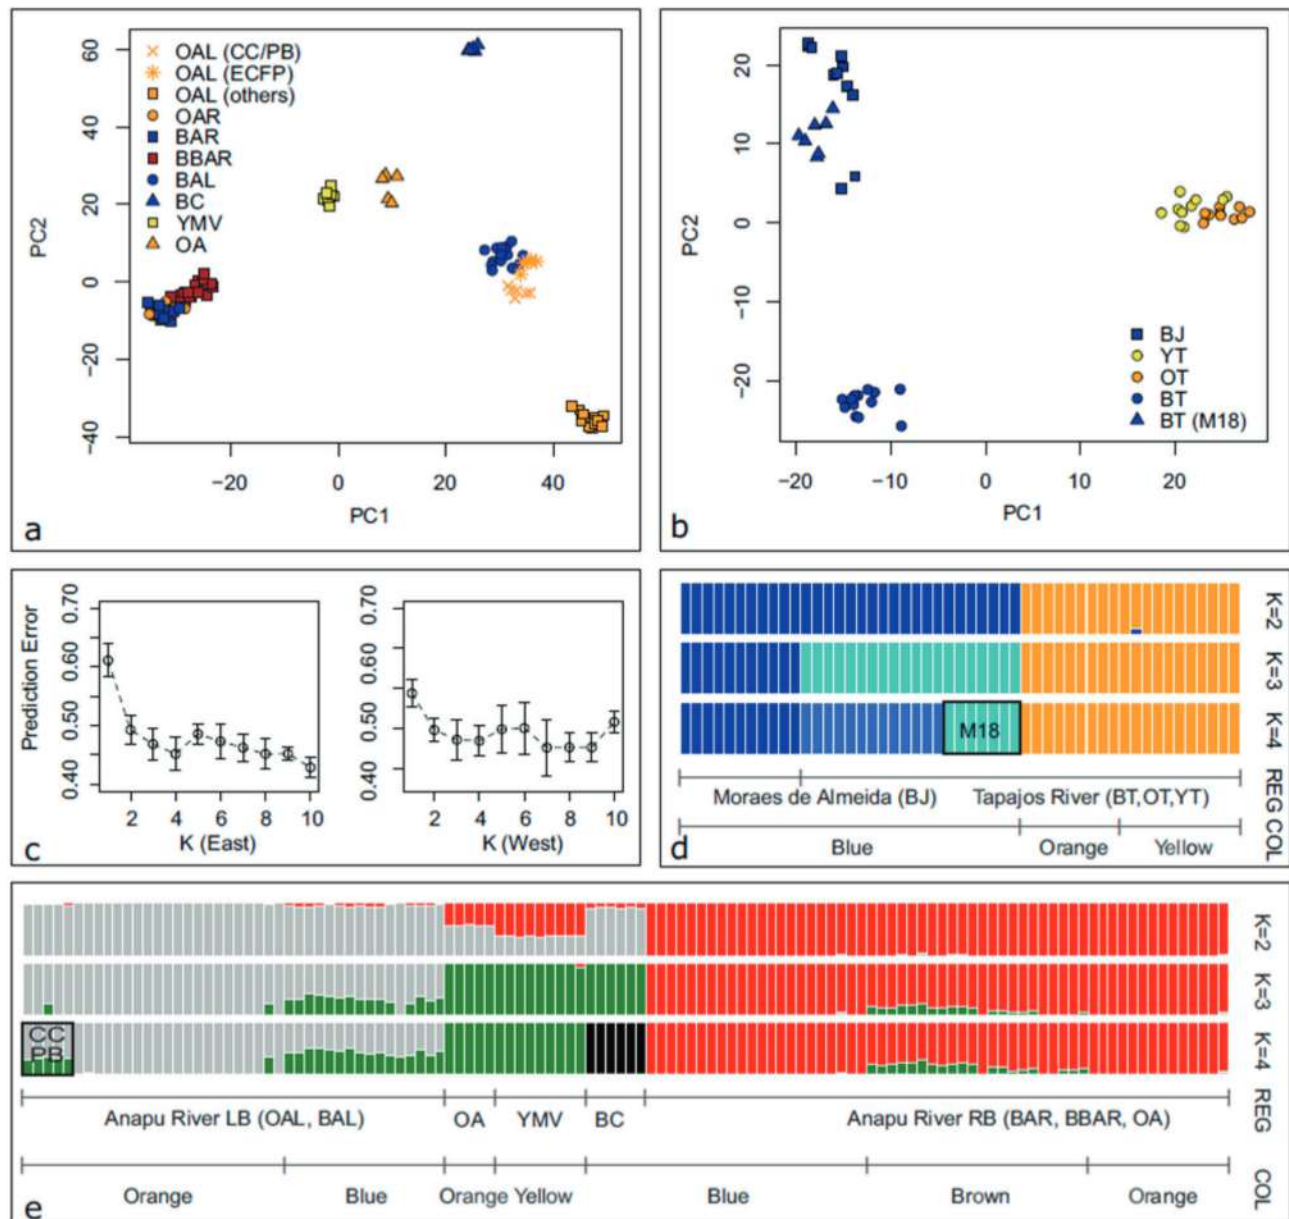 OAL (CC/PB)
OAL (ECFP)
OAL (others)
OAR
BAR
BBAR
BAL
BC
YMV
OA
60
40
20
0
−20
−40
PC2
−20 0 20 40
PC1
a
20
10
0
−10
−20
PC2
BJ
YT
OT
BT
BT (M18)
−20 −10 0 10 20
PC1
b
Prediction Error
0.70
0.60
0.50
0.40
2 4 6 8 10
K (East)
0.70
0.60
0.50
0.40
2 4 6 8 10
K (West)
c
K=2
K=3
K=4
M18
REG
Moraes de Almeida (BJ) Tapajos River (BT,OT,YT)
COL
Blue Orange Yellow
d
K=2
K=3
K=4
CC
PB
REG
Anapu River LB (OAL, BAL) OA YMV BC Anapu River RB (BAR, BBAR, OA)
COL
Orange Blue Orange Yellow Blue Brown Orange
e